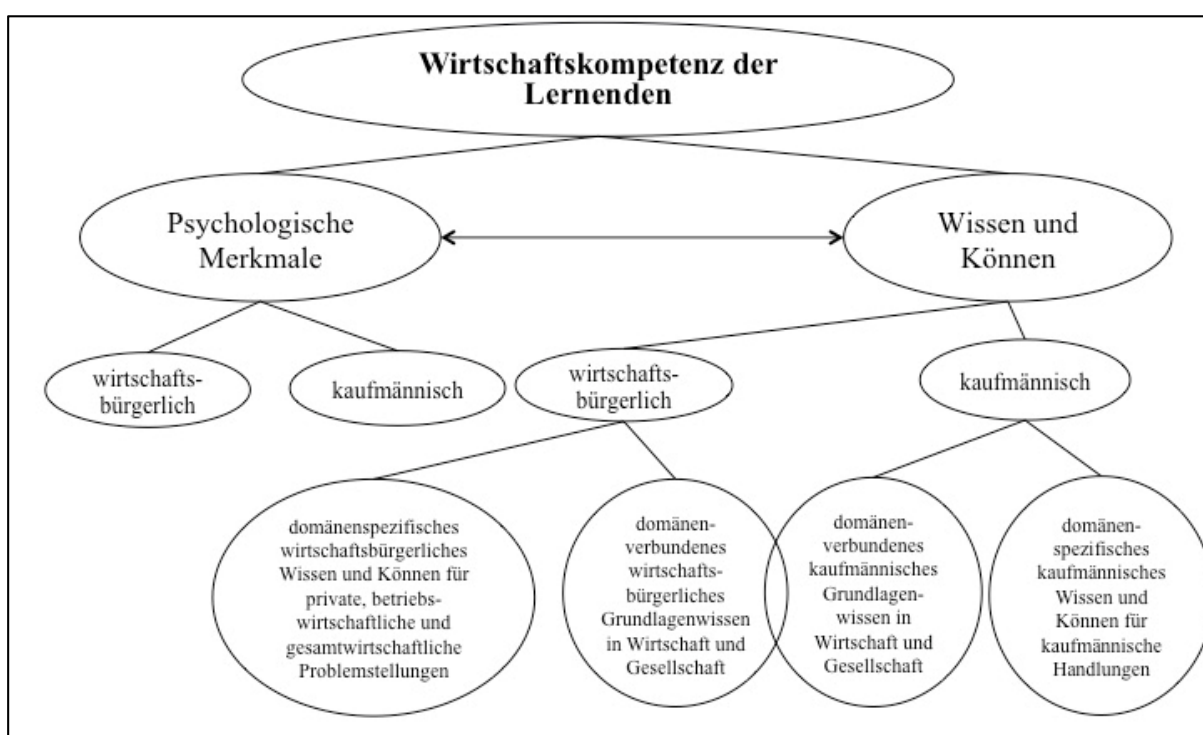 Wirtschaftskompetenz der
Lernenden
Psychologische
Merkmale
Wissen und
Können
wirtschafts-
bürgerlich
kaufmännisch
wirtschafts-
bürgerlich
kaufmännisch
domänenspezifisches
wirtschaftsbürgerliches
Wissen und Können für
private, betriebs-
wirtschaftliche und
gesamtwirtschaftliche
Problemstellungen
domänen-
verbundenes
wirtschafts-
bürgerliches
Grundlagenwissen
in Wirtschaft und
Gesellschaft
domänen-
verbundenes
kaufmännisches
Grundlagen-
wissen in
Wirtschaft und
Gesellschaft
domänen-
spezifisches
kaufmännisches
Wissen und
Können für
kaufmännische
Handlungen